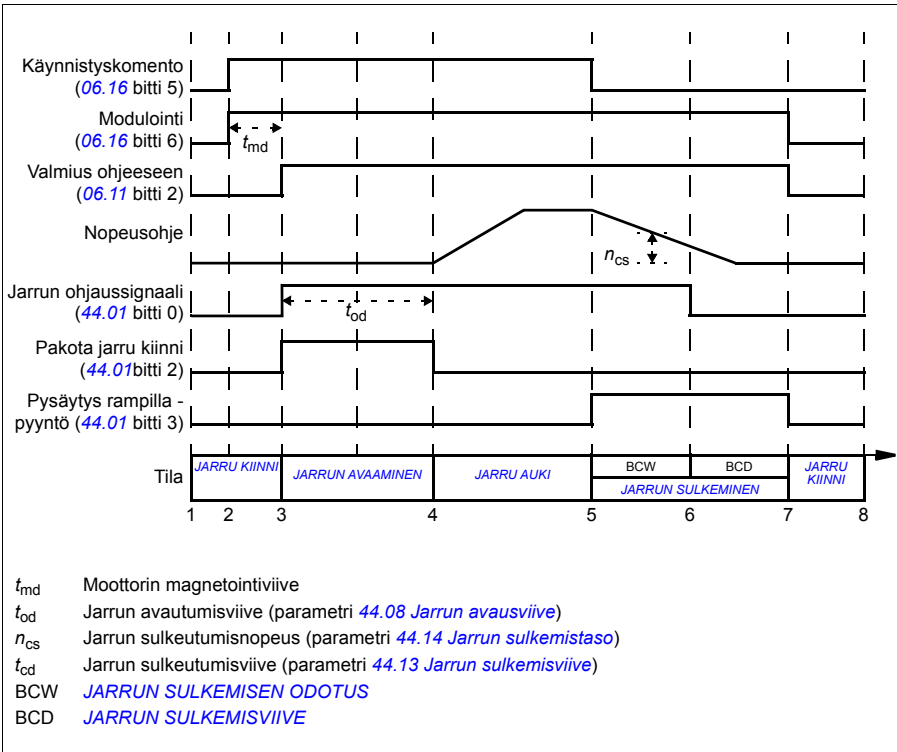 Käynnistyskomento
(06.16 bitti 5)
Modulointi
(06.16 bitti 6)
tmd
Valmius ohjeeseen
(06.11 bitti 2)
Nopeusohje
ncs
Jarrun ohjaussignaali
(44.01 bitti 0)
tod
Pakota jarru kiinni
(44.01bitti 2)
Pysäytys rampilla -
pyyntö (44.01 bitti 3)
Tila
JARRU KIINNI
JARRUN AVAAMINEN
JARRU AUKI
BCW
BCD
JARRUN SULKEMINEN
JARRU
KIINNI
1 2 3 4 5 6 7 8
tmd Moottorin magnetointiviive
tod Jarrun avautumisviive (parametri 44.08 Jarrun avausviive)
ncs Jarrun sulkeutumisnopeus (parametri 44.14 Jarrun sulkemistaso)
tcd Jarrun sulkeutumisviive (parametri 44.13 Jarrun sulkemisviive)
BCW JARRUN SULKEMISEN ODOTUS
BCD JARRUN SULKEMISVIIVE